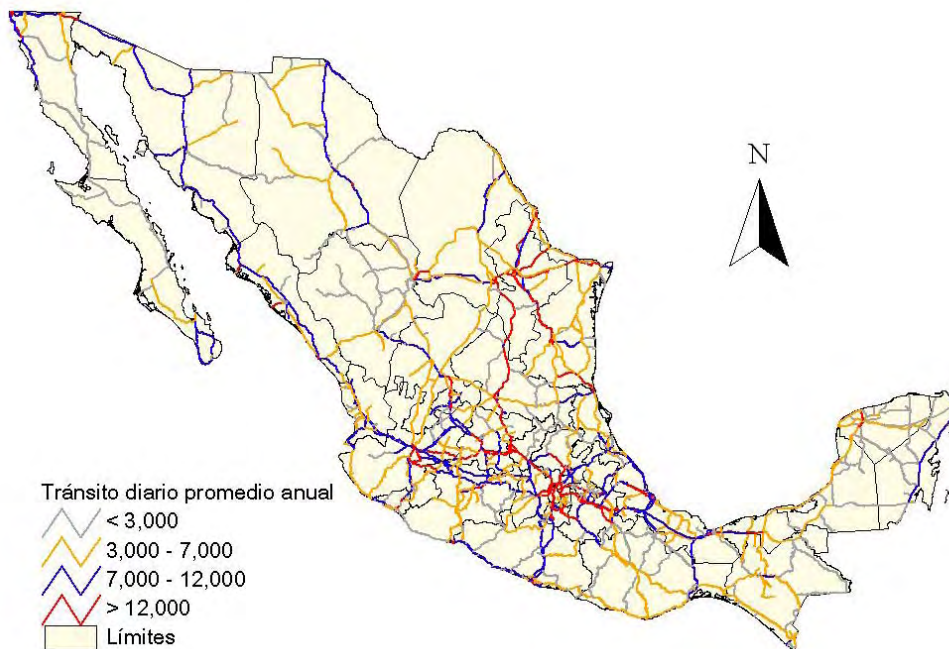 N
Tránsito diario promedio anual
< 3,000
3,000 - 7,000
7,000 - 12,000
> 12,000
Límites